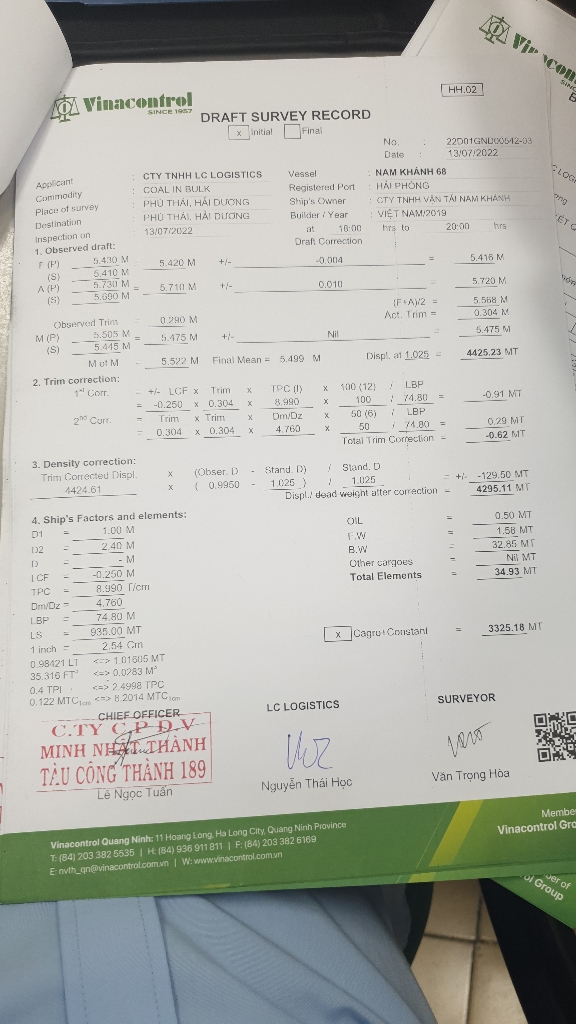 Vinacontrol
SINCE 1957
HH.02
DRAFT SURVEY RECORD
x Initial Final
No. : 22D01GND00542-03
Date : 13/07/2022
Applicant : CTY TNHH LC LOGISTICS Vessel : NAM KHÁNH 68
Commodity : COAL IN BULK Registered Port : HẢI PHÒNG
Place of survey : PHÚ THÁI, HẢI DƯƠNG Ship's Owner : CTY TNHH VẬN TẢI NAM KHÁNH
Destination : PHÚ THÁI, HẢI DƯƠNG Builder / Year : VIỆT NAM/2019
Inspection on : 13/07/2022 at 18:00 hrs to 20:00 hrs
1. Observed draft: Draft Correction
F (P) 5.430 M
(S) 5.410 M = 5.420 M +/- -0.004 = 5.416 M
A (P) 5.730 M
(S) 5.690 M = 5.710 M +/- 0.010 = 5.720 M
(F+A)/2 = 5.568 M
Observed Trim = 0.290 M Act. Trim = 0.304 M
M (P) 5.505 M
(S) 5.445 M = 5.475 M +/- Nil = 5.475 M
M of M = 5.522 M Final Mean = 5.499 M Displ. at 1.025 = 4425.23 MT
2. Trim correction:
1st Corr. = +/- LCF x Trim x TPC (I) x 100 (12) / LBP
= -0.250 x 0.304 x 8.990 x 100 / 74.80 = -0.91 MT
2nd Corr. = Trim x Trim x Dm/Dz x 50 (6) / LBP
= 0.304 x 0.304 x 4.760 x 50 / 74.80 = 0.29 MT
Total Trim Correction = -0.62 MT
3. Density correction:
Trim Corrected Displ. x (Obser. D - Stand. D) / Stand. D
4424.61 x ( 0.9950 - 1.025 ) / 1.025 = +/- -129.50 MT
Displ./ dead weight after correction = 4295.11 MT
4. Ship's Factors and elements:
D1 = 1.00 M OIL = 0.50 MT
D2 = 2.40 M F.W = 1.58 MT
D = - M B.W = 32.85 MT
LCF = -0.250 M Other cargoes = Nil MT
TPC = 8.990 T/cm Total Elements = 34.93 MT
Dm/Dz = 4.760
LBP = 74.80 M
LS = 935.00 MT x Cagro+Constant = 3325.18 MT
1 inch = 2.54 Cm
0.98421 LT <=> 1.01605 MT
35.316 FT³ <=> 0.0283 M³
0.4 TPI <=> 2.4998 TPC
0.122 MTC1cm <=> 8.2014 MTC1cm
CHIEF OFFICER LC LOGISTICS SURVEYOR
C.TY C.P D.V
MINH NHẬT THÀNH
TÀU CÔNG THÀNH 189
Lê Ngọc Tuấn Nguyễn Thái Học Văn Trọng Hòa
Vinacontrol Quang Ninh: 11 Hoang Long, Ha Long City, Quang Ninh Province
T: (84) 203 382 5535 | H: (84) 936 911 811 | F: (84) 203 382 6169
E: nvth_qn@vinacontrol.com.vn | W: www.vinacontrol.com.vn
Membe
Vinacontrol Gro